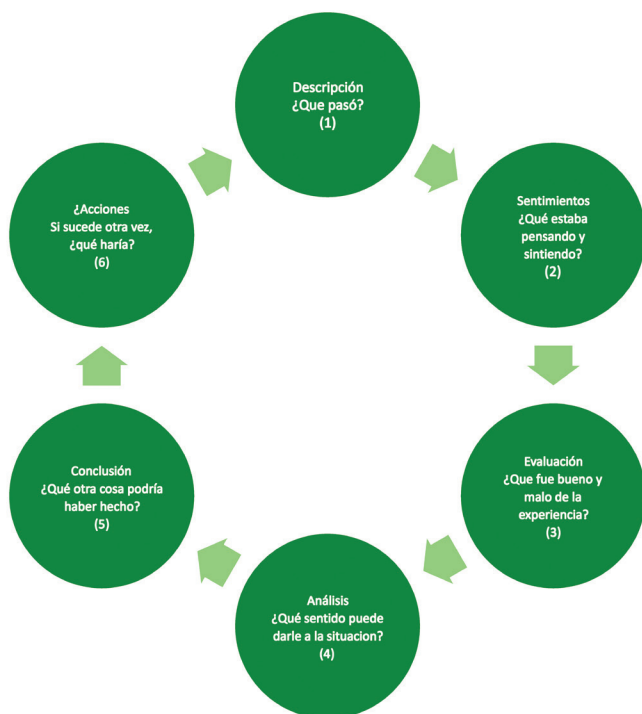 Descripción
¿Que pasó?
(1)
Sentimientos
¿Qué estaba
pensando y
sintiendo?
(2)
Evaluación
¿Que fue bueno y
malo de la
experiencia?
(3)
Análisis
¿Qué sentido puede
darle a la situacion?
(4)
Conclusión
¿Qué otra cosa podría
haber hecho?
(5)
¿Acciones
Si sucede otra vez,
¿qué haría?
(6)